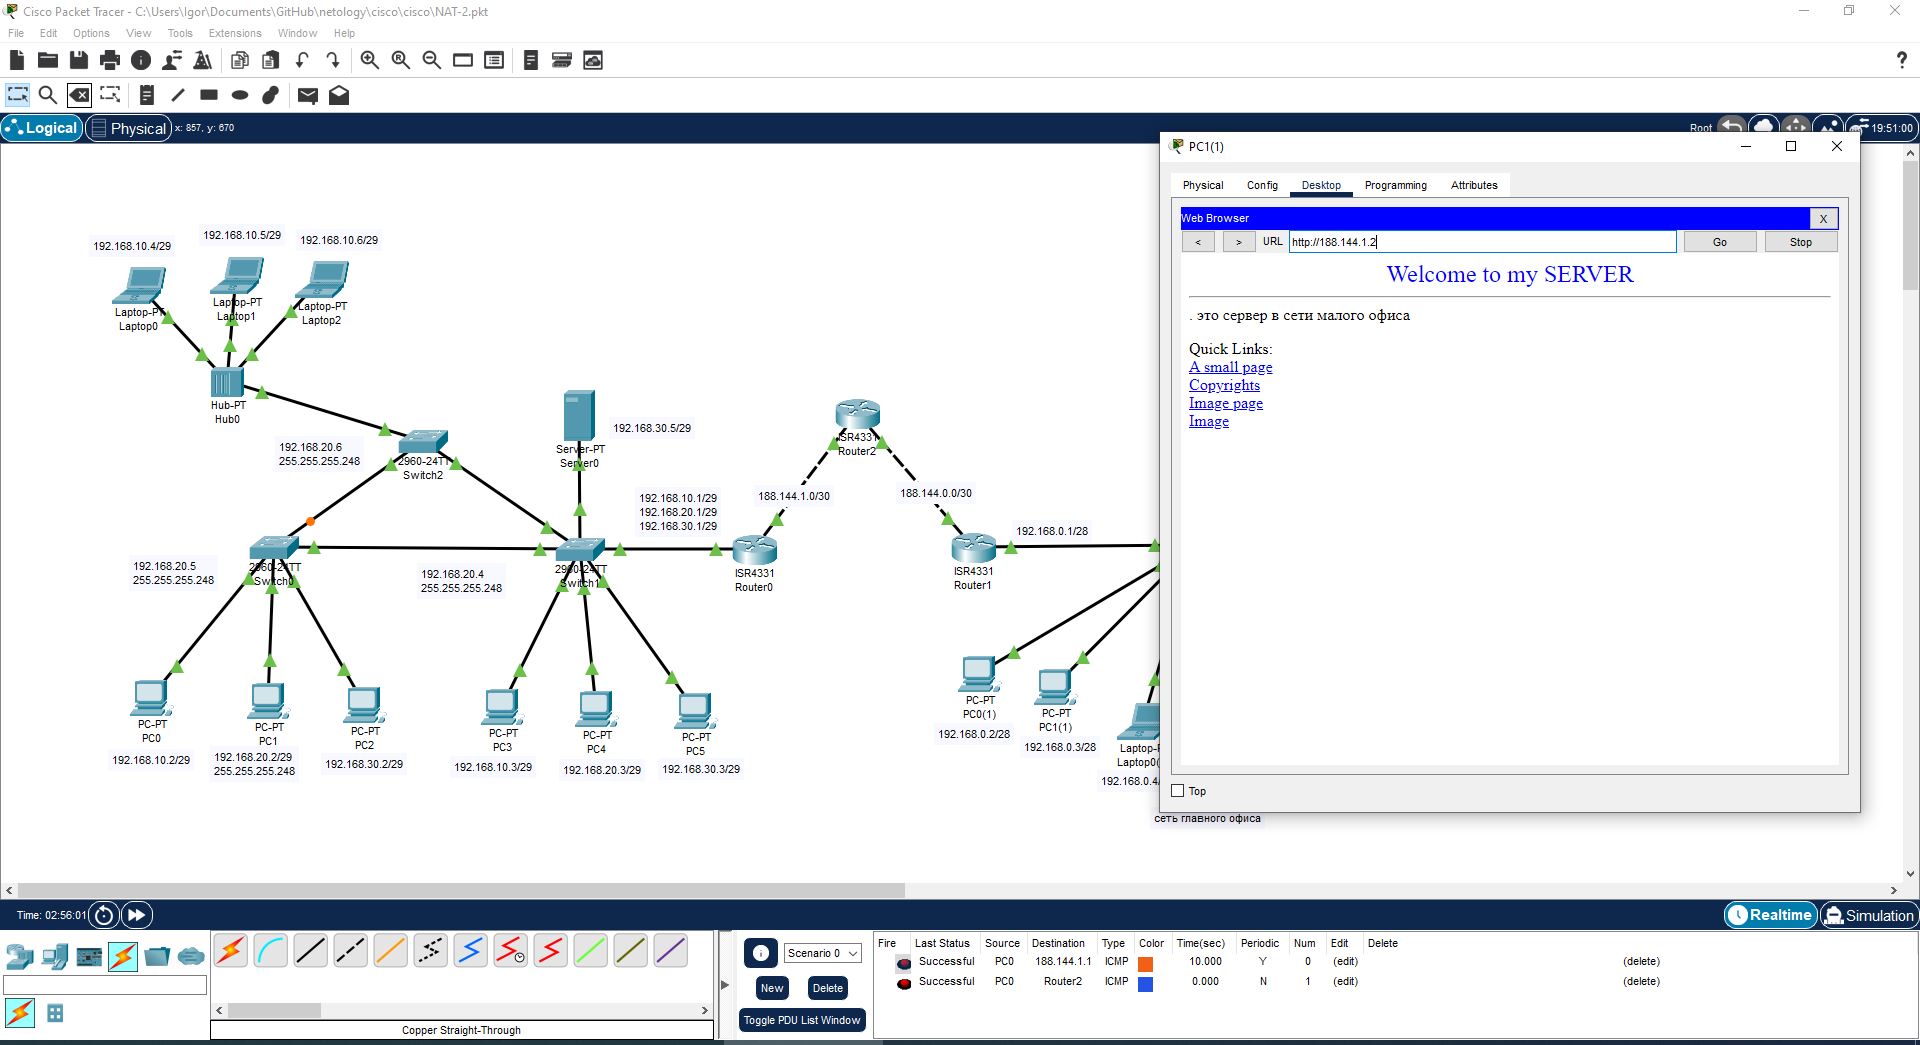 Cisco Packet Tracer - C:\Users\Igor\Documents\GitHub\netology\cisco\cisco\NAT-2.pkt
File Edit Options View Tools Extensions Window Help
Logical Physical x: 857, y: 670 Root 19:51:00
192.168.10.4/29
192.168.10.5/29
192.168.10.6/29
Laptop-PT
Laptop0
Laptop-PT
Laptop1
Laptop-PT
Laptop2
Hub-PT
Hub0
192.168.20.6
255.255.255.248
2960-24TT
Switch2
Server-PT
Server0
192.168.30.5/29
192.168.10.1/29
192.168.20.1/29
192.168.30.1/29
ISR4331
Router2
188.144.1.0/30
188.144.0.0/30
192.168.0.1/28
192.168.20.5
255.255.255.248
2960-24TT
Switch0
192.168.20.4
255.255.255.248
2960-24TT
Switch1
ISR4331
Router0
ISR4331
Router1
PC-PT
PC0
192.168.10.2/29
PC-PT
PC1
192.168.20.2/29
255.255.255.248
PC-PT
PC2
192.168.30.2/29
PC-PT
PC3
192.168.10.3/29
PC-PT
PC4
192.168.20.3/29
PC-PT
PC5
192.168.30.3/29
PC-PT
PC0(1)
192.168.0.2/28
PC-PT
PC1(1)
192.168.0.3/28
Laptop-
Laptop0(
192.168.0.4/
сеть главного офиса
PC1(1)
Physical Config Desktop Programming Attributes
Web Browser X
< > URL http://188.144.1.2 Go Stop
Welcome to my SERVER
. это сервер в сети малого офиса
Quick Links:
A small page
Copyrights
Image page
Image
Top
Time: 02:56:01 Realtime Simulation
Scenario 0
New Delete
Toggle PDU List Window
Copper Straight-Through
Fire Last Status Source Destination Type Color Time(sec) Periodic Num Edit Delete
Successful PC0 188.144.1.1 ICMP 10.000 Y 0 (edit) (delete)
Successful PC0 Router2 ICMP 0.000 N 1 (edit) (delete)